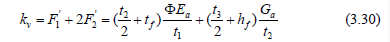 k_v = F_1' + 2F_2' = (t_2/2 + t_f) ΦE_a/t_1 + (t_3/2 + h_f) G_a/t_2 (3.30)